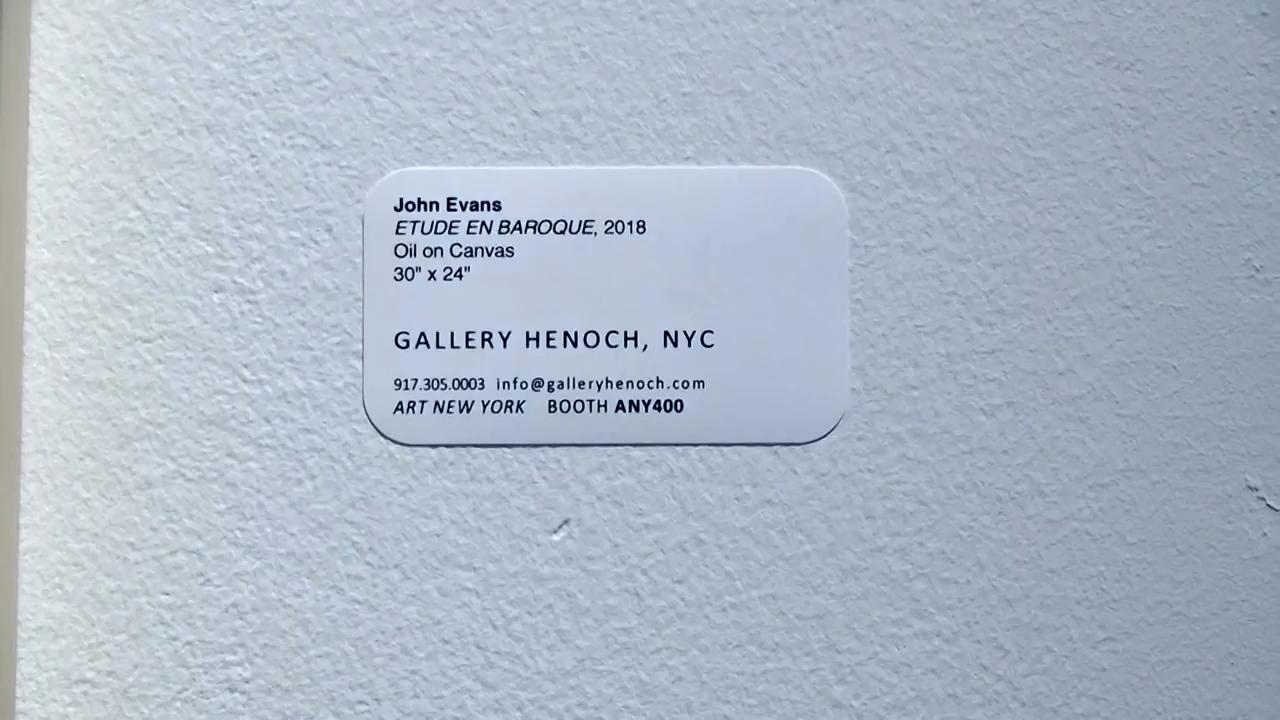 John Evans
ETUDE EN BAROQUE, 2018
Oil on Canvas
30" x 24"
GALLERY HENOCH, NYC
917.305.0003 info@galleryhenoch.com
ART NEW YORK BOOTH ANY400